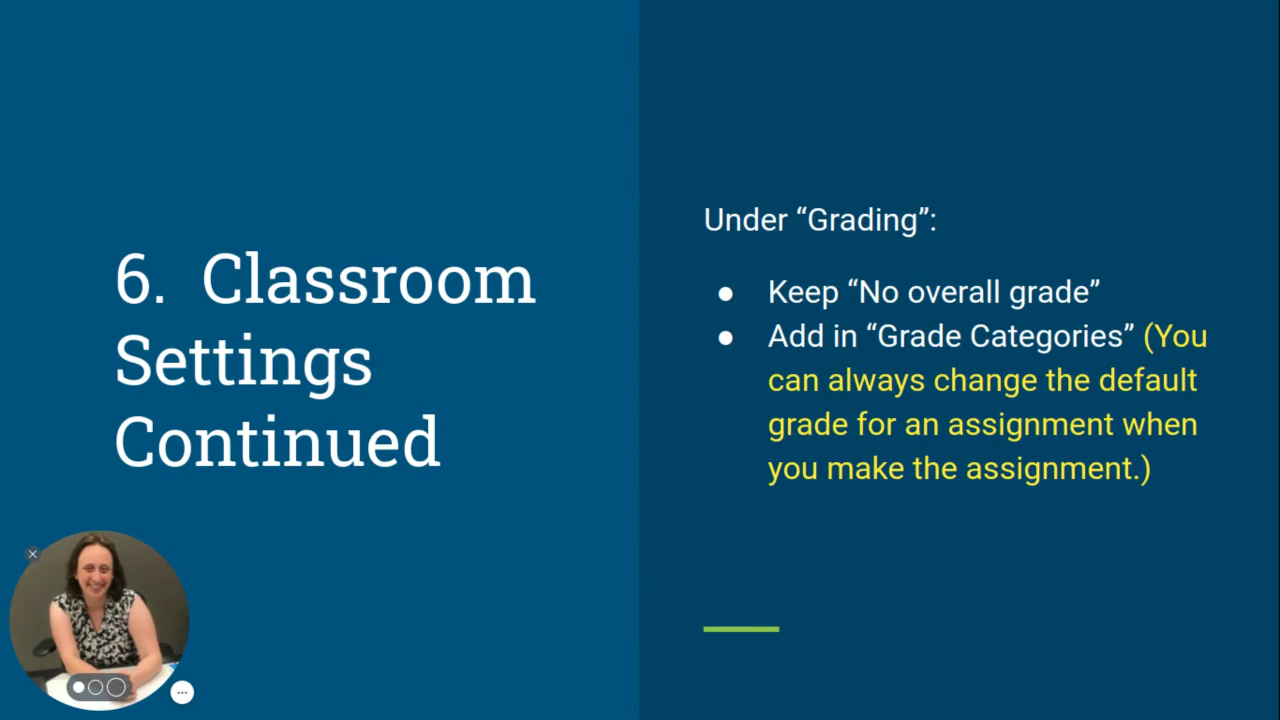 6.  Classroom
Settings
Continued
Under “Grading”:
● Keep “No overall grade”
● Add in “Grade Categories” (You
can always change the default
grade for an assignment when
you make the assignment.)